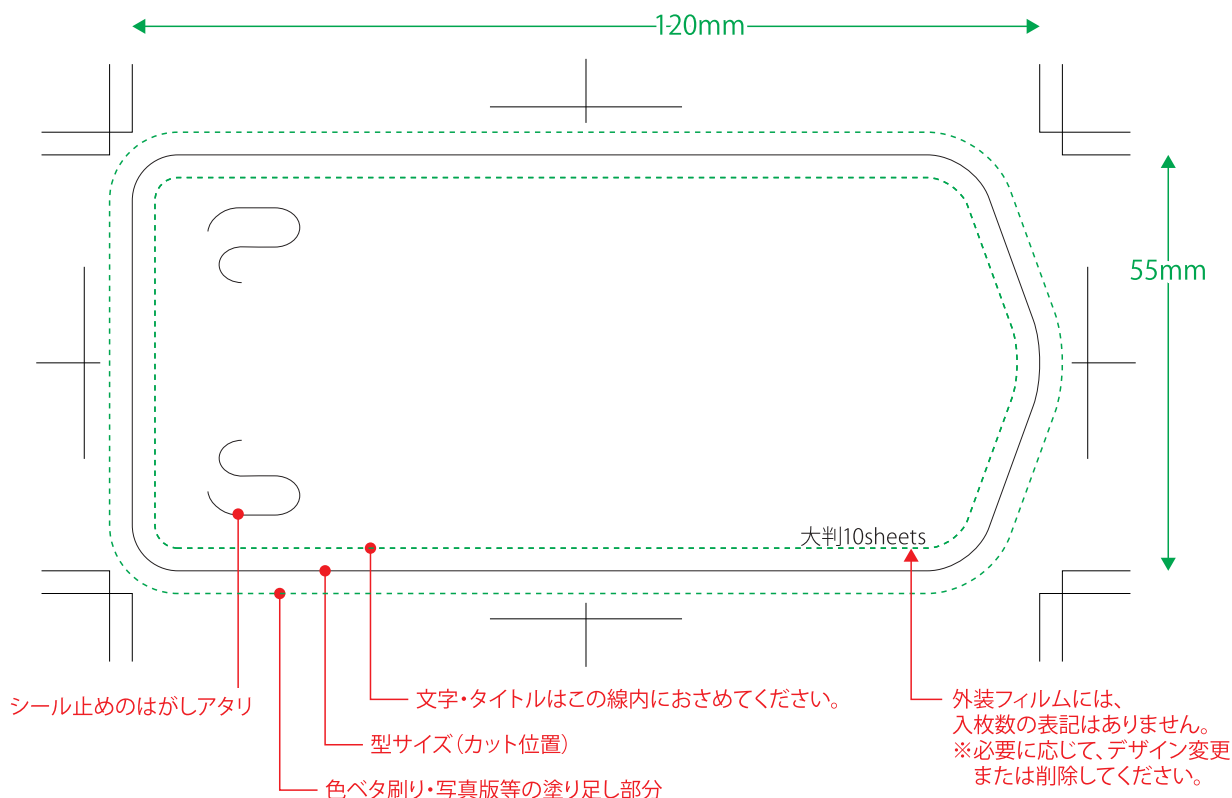 120mm
55mm
大判10sheets
シール止めのはがしアタリ
文字・タイトルはこの線内におさめてください。
型サイズ（カット位置）
色ベタ刷り・写真版等の塗り足し部分
外装フィルムには、
入枚数の表記はありません。
※必要に応じて、デザイン変更
または削除してください。